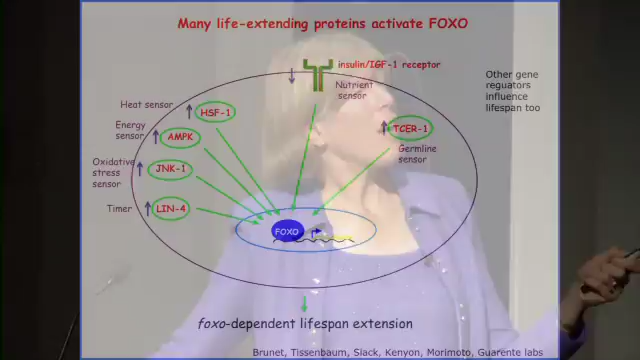 Many life-extending proteins activate FOXO
insulin/IGF-1 receptor
Nutrient
sensor
Other gene
reguators
influence
lifespan too
Heat sensor
HSF-1
Energy
sensor
AMPK
TCER-1
Germline
sensor
Oxidative
stress
sensor
JNK-1
Timer
LIN-4
FOXO
foxo-dependent lifespan extension
Brunet, Tissenbaum, Slack, Kenyon, Morimoto, Guarente labs